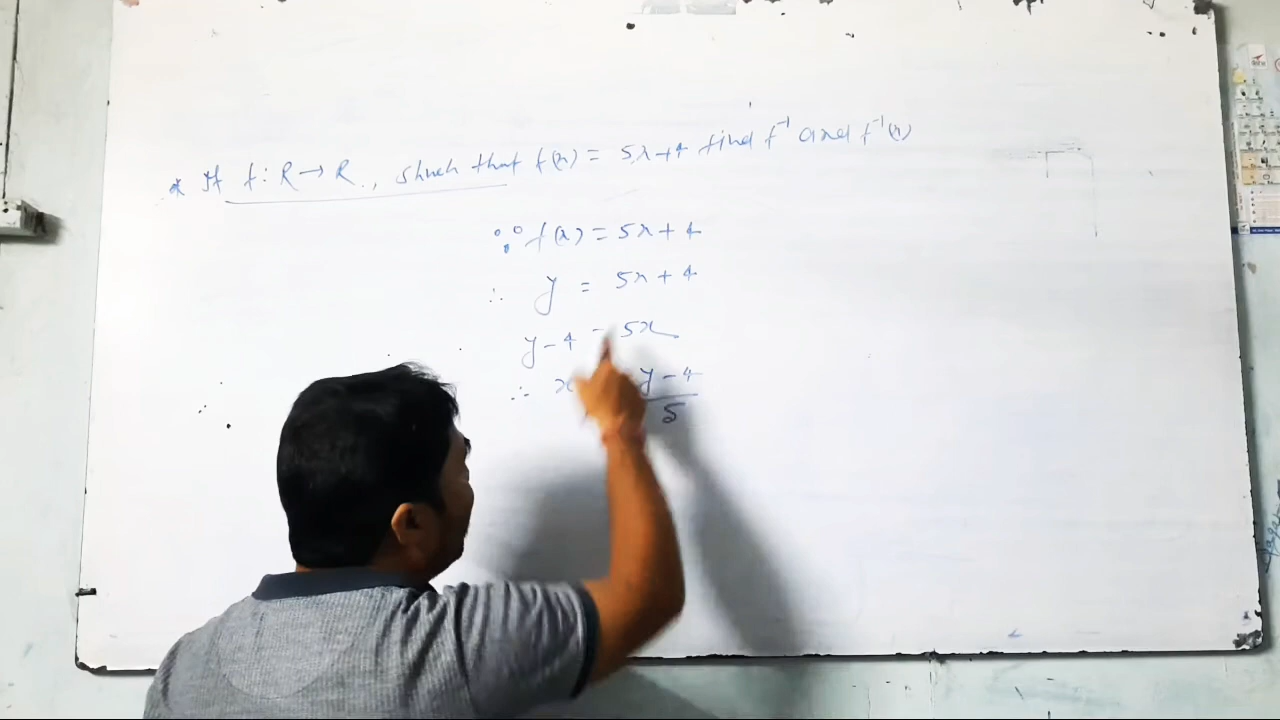 * If f : R → R , shuch that f(x) = 5x+4 find f⁻¹ and f⁻¹(x)
∵ f(x) = 5x + 4
∴ y = 5x + 4
y - 4 = 5x
∴ x y - 4
5